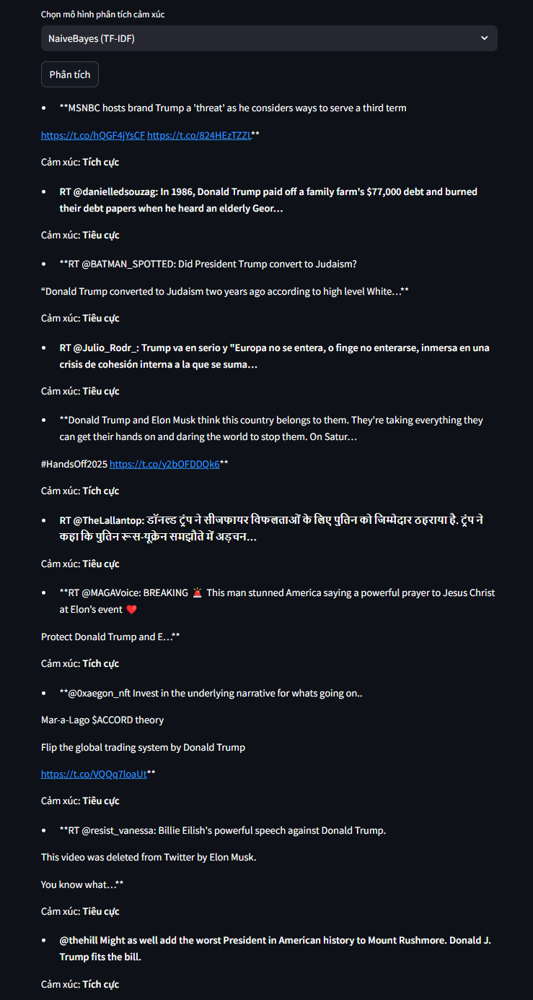 Chọn mô hình phân tích cảm xúc
NaiveBayes (TF-IDF)
Phân tích
• **MSNBC hosts brand Trump a 'threat' as he considers ways to serve a third term
https://t.co/hQGF4jYsCF https://t.co/824HEzTZZL**
Cảm xúc: Tích cực
• RT @danielledsouzag: In 1986, Donald Trump paid off a family farm's $77,000 debt and burned
their debt papers when he heard an elderly Geor…
Cảm xúc: Tiêu cực
• **RT @BATMAN_SPOTTED: Did President Trump convert to Judaism?
“Donald Trump converted to Judaism two years ago according to high level White…**
Cảm xúc: Tiêu cực
• RT @Julio_Rodr_: Trump va en serio y "Europa no se entera, o finge no enterarse, inmersa en una
crisis de cohesión interna a la que se suma…
Cảm xúc: Tiêu cực
• **Donald Trump and Elon Musk think this country belongs to them. They're taking everything they
can get their hands on and daring the world to stop them. On Satur…
#HandsOff2025 https://t.co/y2bOFDDQk6**
Cảm xúc: Tích cực
• RT @TheLallantop: डॉनल्ड ट्रंप ने सीजफायर विफलताओं के लिए पुतिन को जिम्मेदार ठहराया है. ट्रंप ने
कहा कि पुतिन रूस-यूक्रेन समझौते में अड़चन…
Cảm xúc: Tiêu cực
• **RT @MAGAVoice: BREAKING 🚨 This man stunned America saying a powerful prayer to Jesus Christ
at Elon’s event ❤️
Protect Donald Trump and E…**
Cảm xúc: Tích cực
• **@0xaegon_nft Invest in the underlying narrative for whats going on..
Mar-a-Lago $ACCORD theory
Flip the global trading system by Donald Trump
https://t.co/VQQq7loaUt**
Cảm xúc: Tiêu cực
• **RT @resist_vanessa: Billie Eilish's powerful speech against Donald Trump.
This video was deleted from Twitter by Elon Musk.
You know what…**
Cảm xúc: Tiêu cực
• @thehill Might as well add the worst President in American history to Mount Rushmore. Donald J.
Trump fits the bill.
Cảm xúc: Tích cực